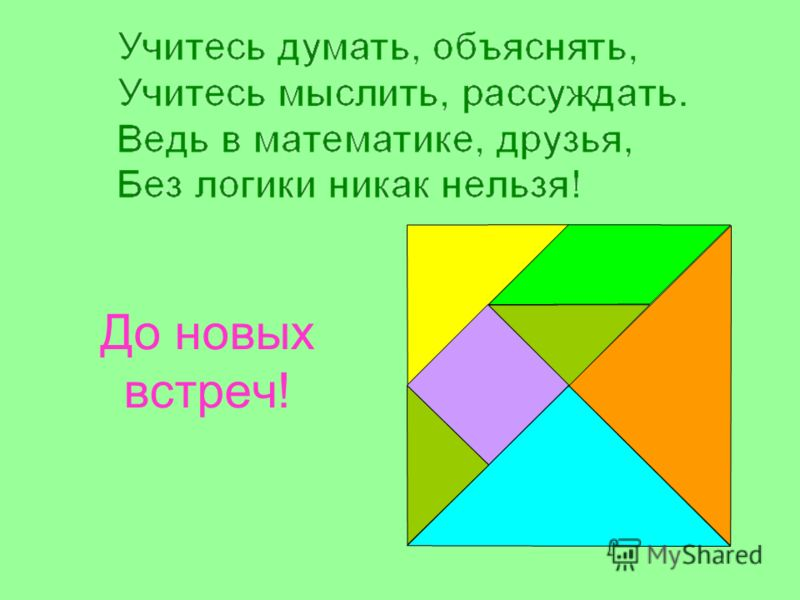 Учитесь думать, объяснять,
Учитесь мыслить, рассуждать.
Ведь в математике, друзья,
Без логики никак нельзя!
До новых
встреч!
MyShared